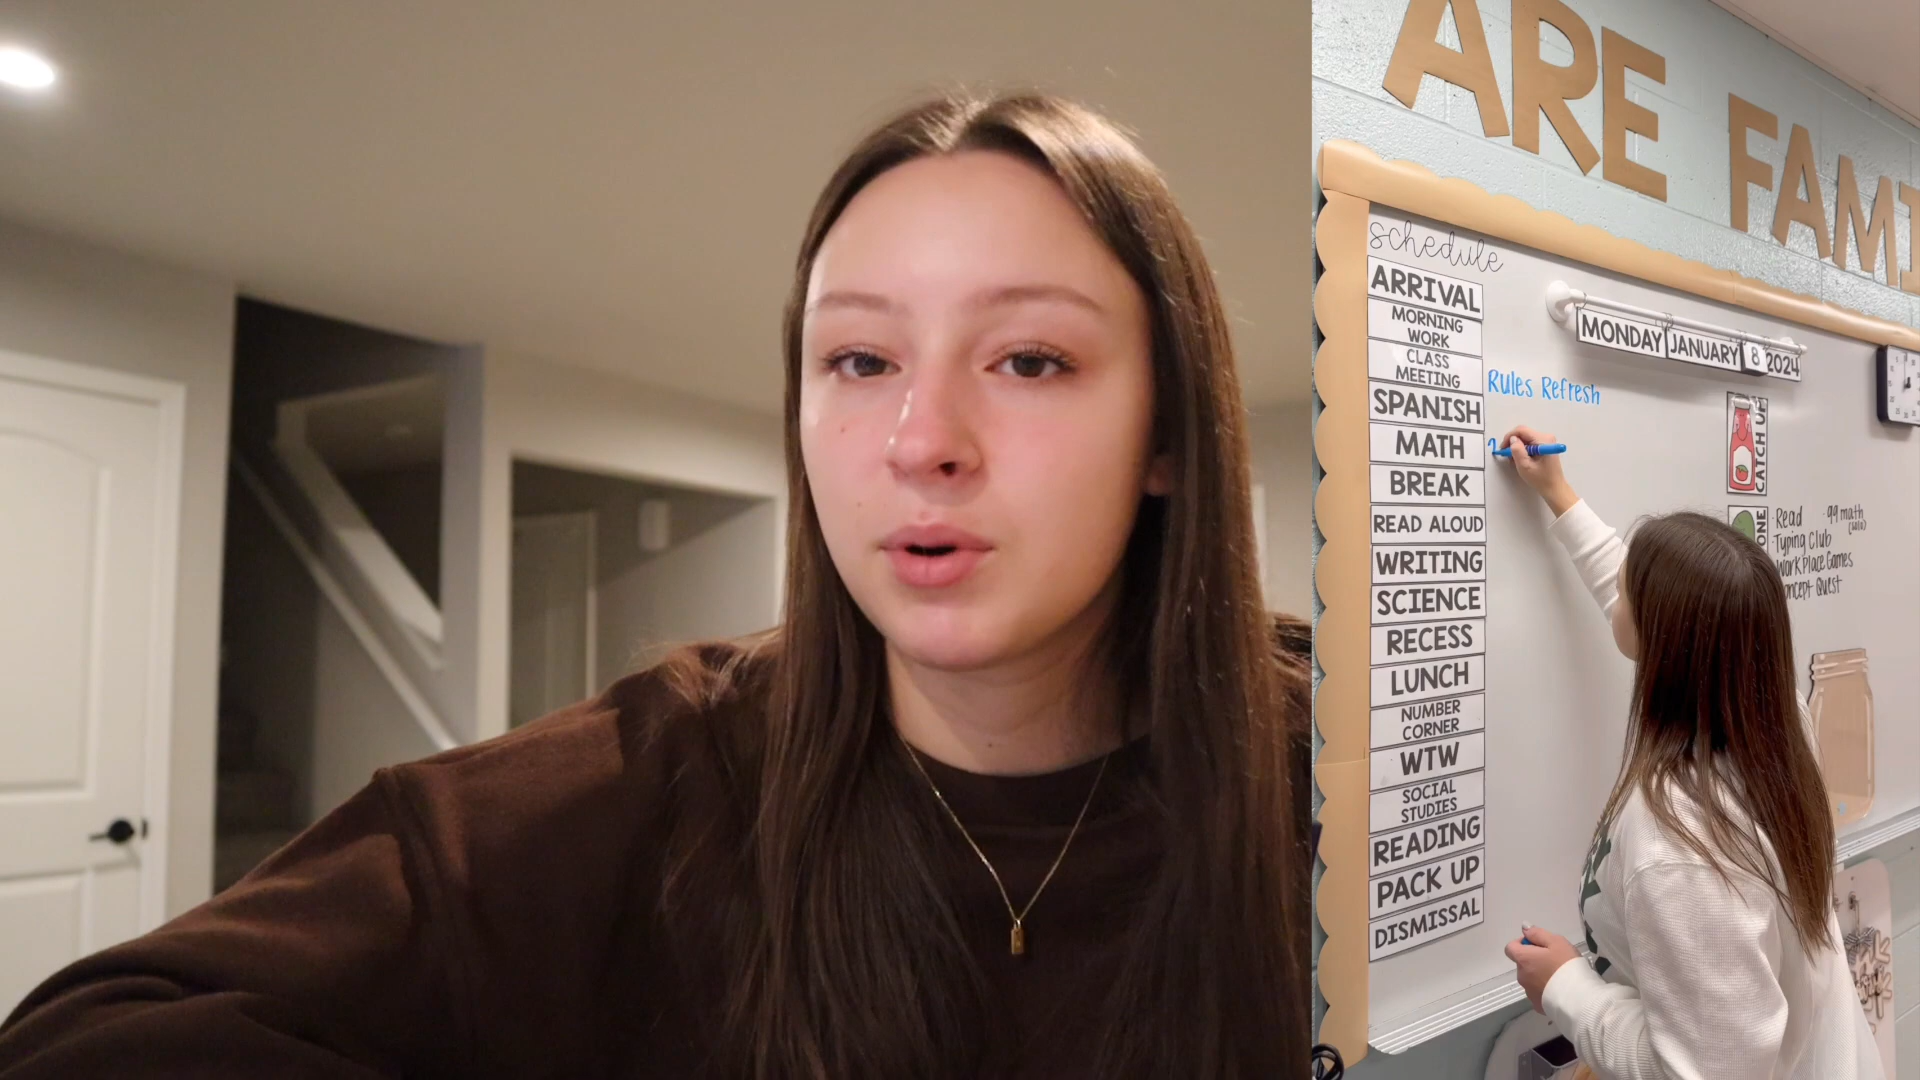 ARE FAMI
schedule
ARRIVAL
MORNING
WORK
CLASS
MEETING
SPANISH
MATH
BREAK
READ ALOUD
WRITING
SCIENCE
RECESS
LUNCH
NUMBER
CORNER
WTW
SOCIAL
STUDIES
READING
PACK UP
DISMISSAL
MONDAY JANUARY 8 2024
Rules Refresh
CATCH UP
Read
99 math
Typing Club
Workplace Games
Quest